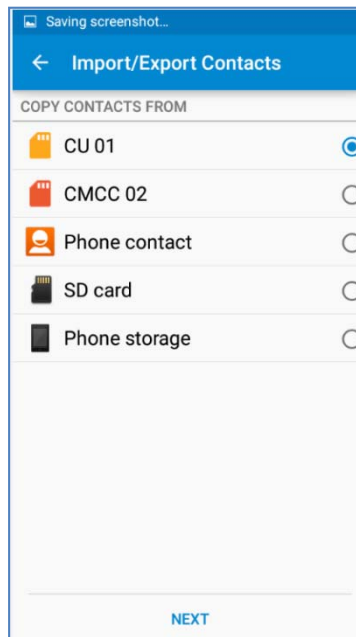 Saving screenshot...
Import/Export Contacts
COPY CONTACTS FROM
CU 01
CMCC 02
Phone contact
SD card
Phone storage
NEXT